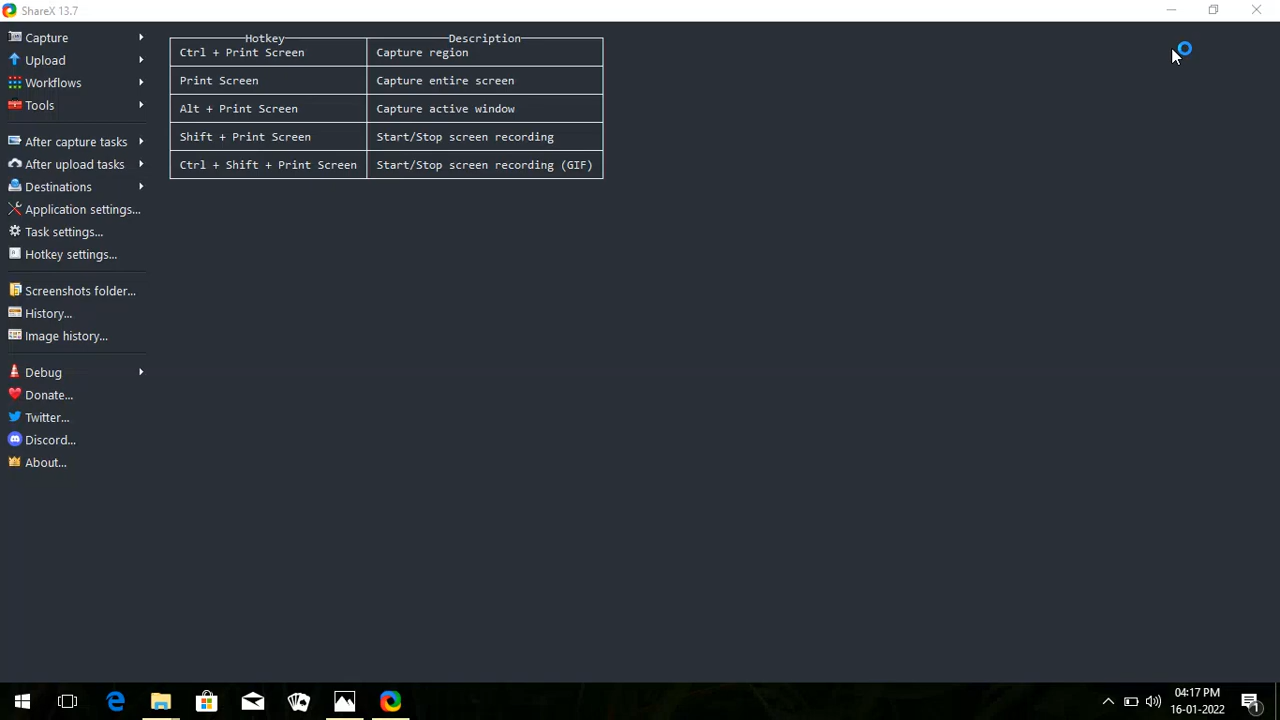 ShareX 13.7
Capture
Upload
Workflows
Tools
After capture tasks
After upload tasks
Destinations
Application settings...
Task settings...
Hotkey settings...
Screenshots folder...
History...
Image history...
Debug
Donate...
Twitter...
Discord...
About...
Hotkey Description
Ctrl + Print Screen Capture region
Print Screen Capture entire screen
Alt + Print Screen Capture active window
Shift + Print Screen Start/Stop screen recording
Ctrl + Shift + Print Screen Start/Stop screen recording (GIF)
04:17 PM
16-01-2022
1